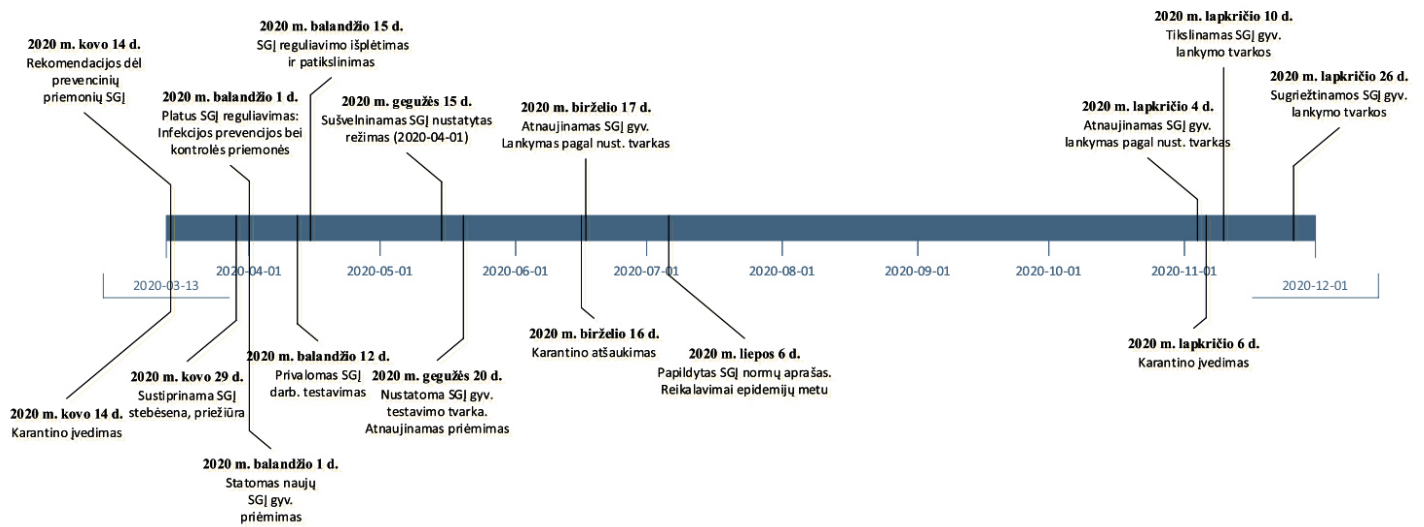 2020 m. kovo 14 d.
Rekomendacijos dėl
prevencinių
priemonių SGĮ
2020 m. balandžio 1 d.
Platus SGĮ reguliavimas:
Infekcijos prevencijos bei
kontrolės priemonės
2020 m. balandžio 15 d.
SGĮ reguliavimo išplėtimas
ir patikslinimas
2020 m. gegužės 15 d.
Sušvelninamas SGĮ nustatytas
režimas (2020-04-01)
2020 m. birželio 17 d.
Atnaujinamas SGĮ gyv.
Lankymas pagal nust. tvarkas
2020 m. lapkričio 4 d.
Atnaujinamas SGĮ gyv.
lankymas pagal nust. tvarkas
2020 m. lapkričio 10 d.
Tikslinamas SGĮ gyv.
lankymo tvarkos
2020 m. lapkričio 26 d.
Sugriežtinamos SGĮ gyv.
lankymo tvarkos
2020-03-13
2020-04-01
2020-05-01
2020-06-01
2020-07-01
2020-08-01
2020-09-01
2020-10-01
2020-11-01
2020-12-01
2020 m. kovo 14 d.
Karantino įvedimas
2020 m. kovo 29 d.
Sustiprinama SGĮ
stebėsena, priežiūra
2020 m. balandžio 1 d.
Statomas naujų
SGĮ gyv.
priėmimas
2020 m. balandžio 12 d.
Privalomas SGĮ
darb. testavimas
2020 m. gegužės 20 d.
Nustatoma SGĮ gyv.
testavimo tvarka.
Atnaujinamas priėmimas
2020 m. birželio 16 d.
Karantino atšaukimas
2020 m. liepos 6 d.
Papildytas SGĮ normų aprašas.
Reikalavimai epidemijų metu
2020 m. lapkričio 6 d.
Karantino įvedimas